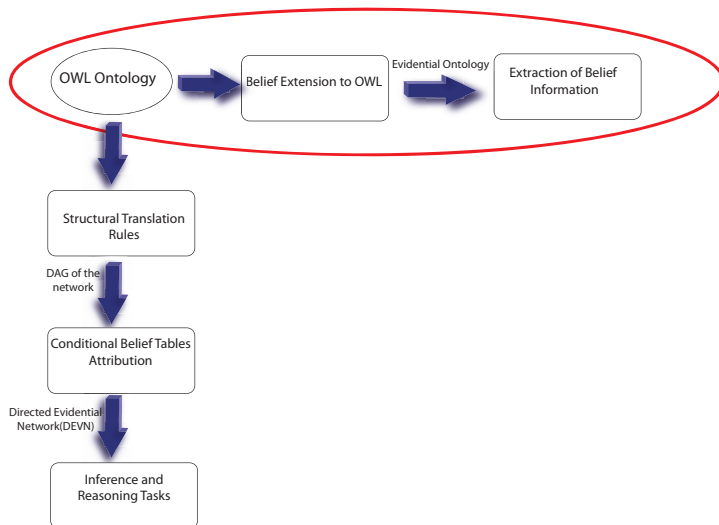 OWL Ontology
Belief Extension to OWL
Evidential Ontology
Extraction of Belief
Information
Structural Translation
Rules
DAG of the
network
Conditional Belief Tables
Attribution
Directed Evidential
Network(DEVN)
Inference and
Reasoning Tasks